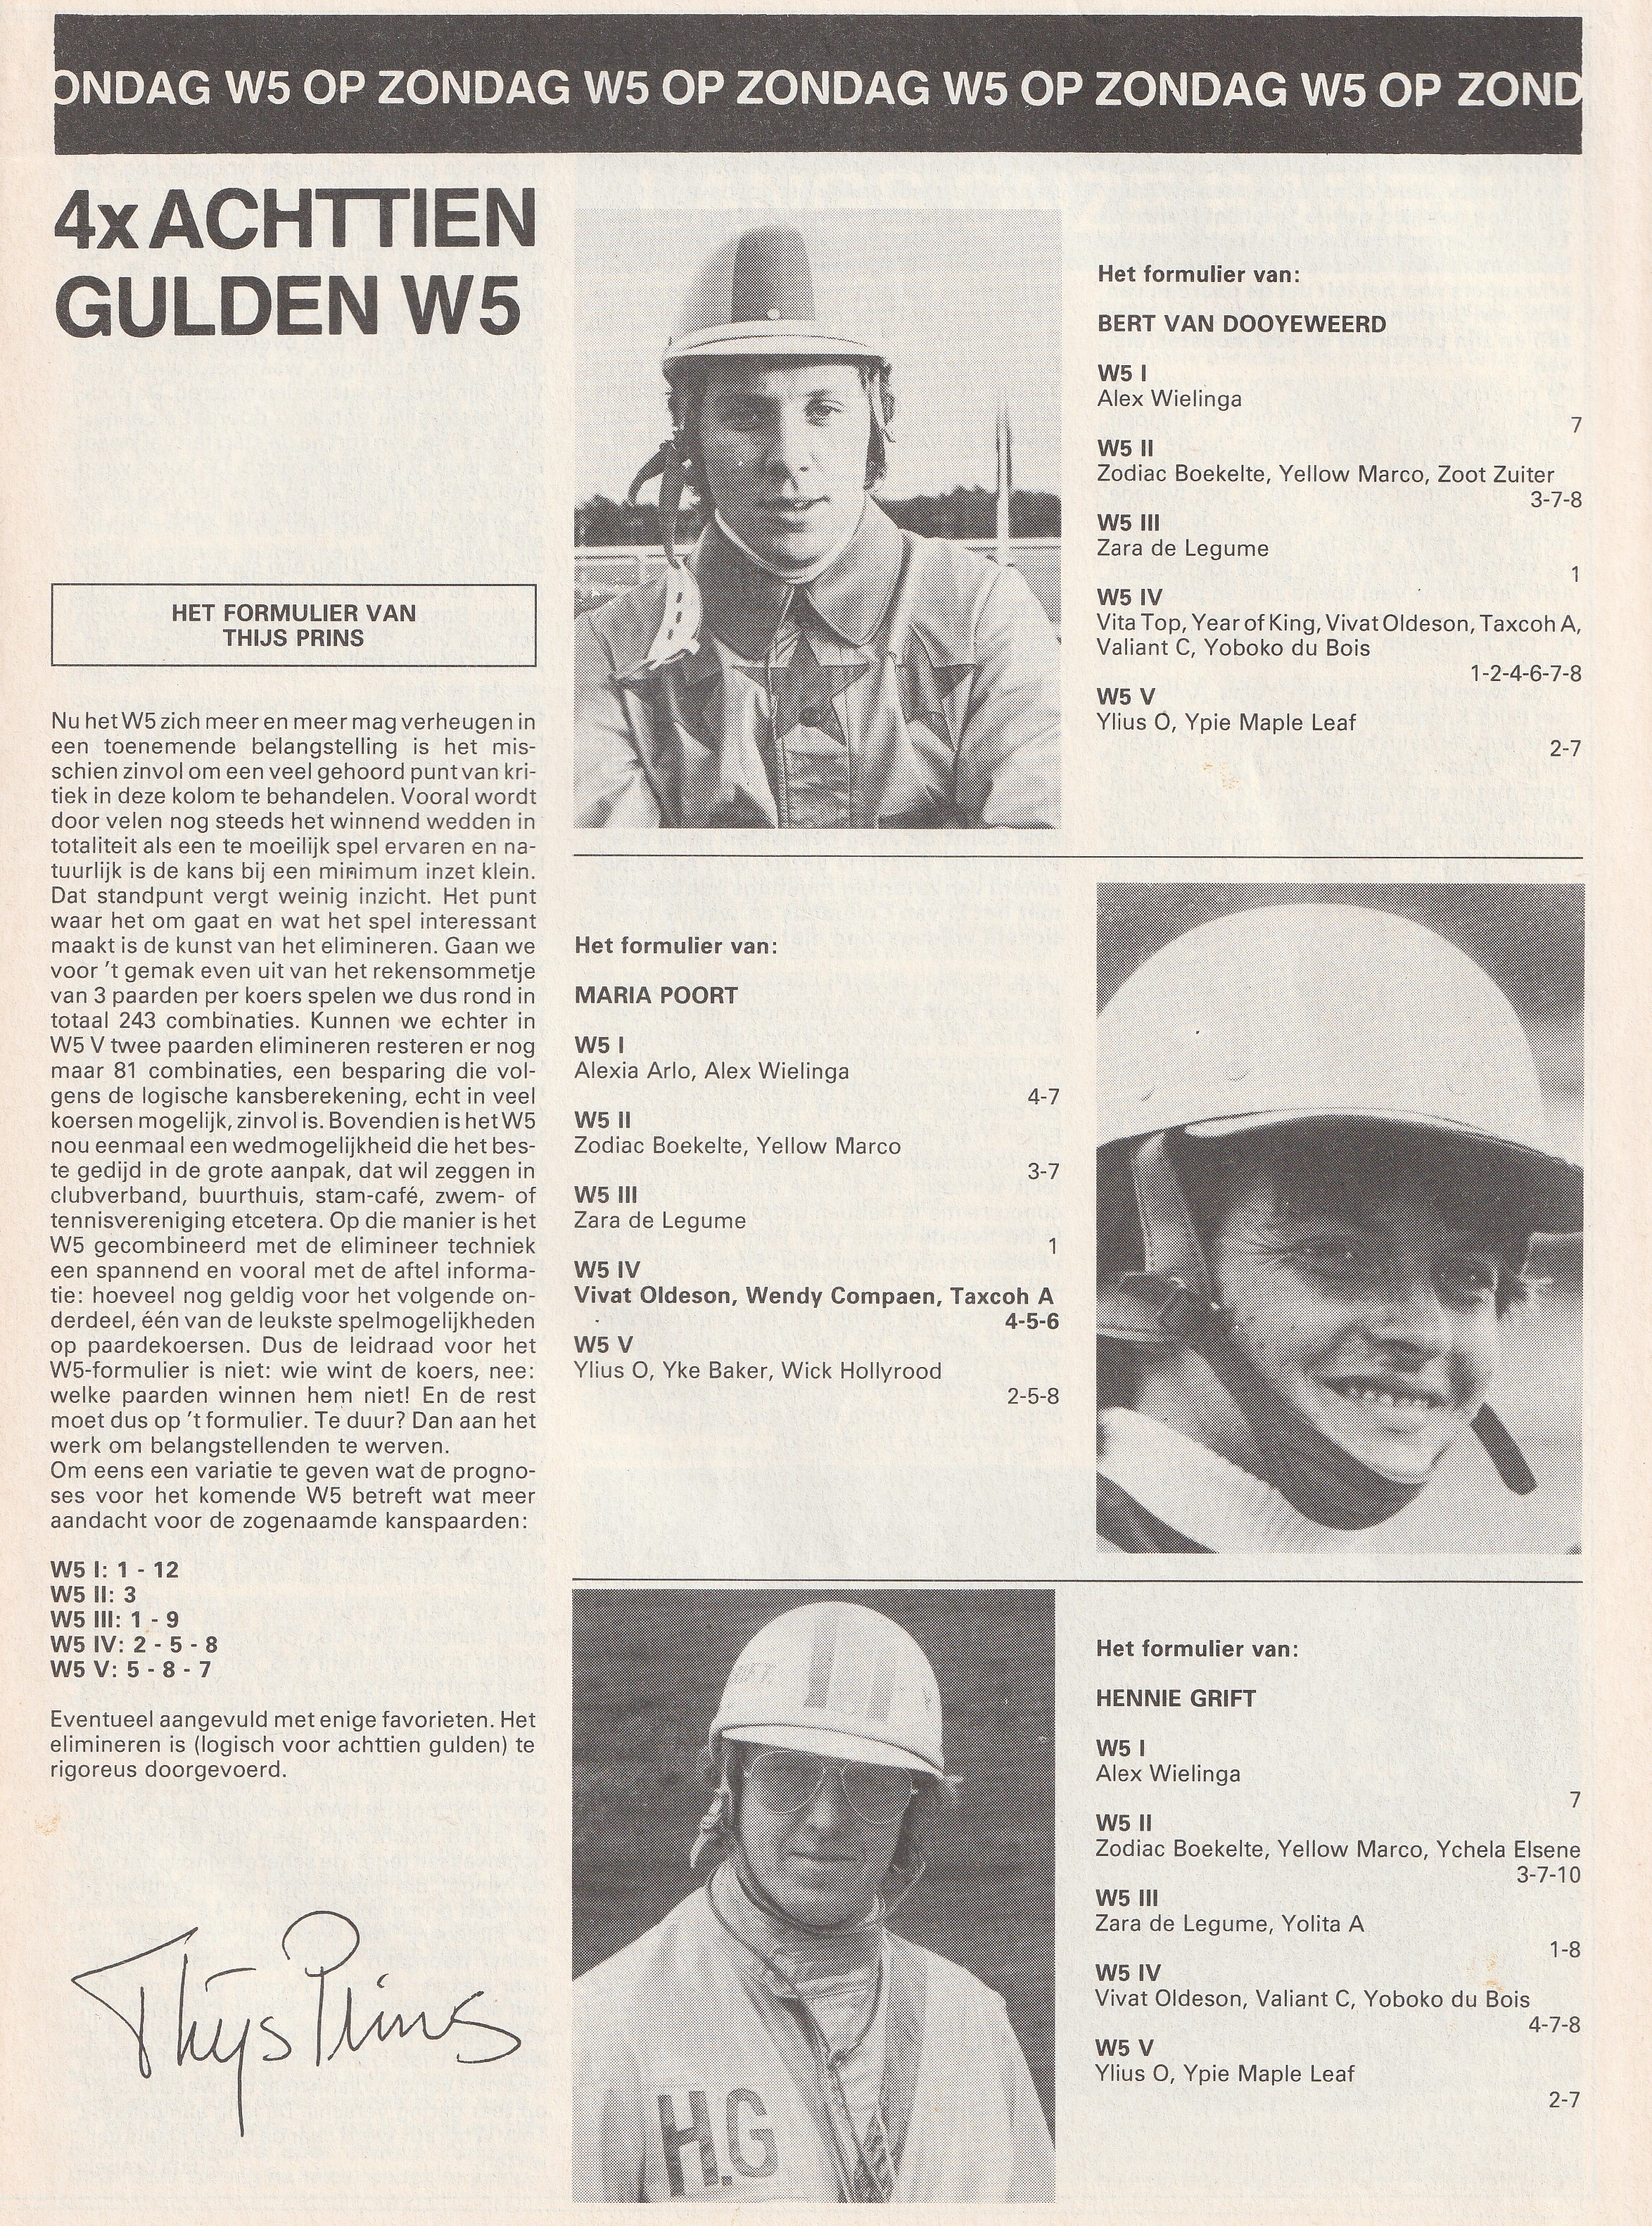 ONDAG W5 OP ZONDAG W5 OP ZONDAG W5 OP ZONDAG W5 OP ZOND
4x ACHTTIEN
GULDEN W5
HET FORMULIER VAN
THIJS PRINS
Nu het W5 zich meer en meer mag verheugen in
een toenemende belangstelling is het mis-
schien zinvol om een veel gehoord punt van kri-
tiek in deze kolom te behandelen. Vooral wordt
door velen nog steeds het winnend wedden in
totaliteit als een te moeilijk spel ervaren en na-
tuurlijk is de kans bij een minimum inzet klein.
Dat standpunt vergt weinig inzicht. Het punt
waar het om gaat en wat het spel interessant
maakt is de kunst van het elimineren. Gaan we
voor 't gemak even uit van het rekensommetje
van 3 paarden per koers spelen we dus rond in
totaal 243 combinaties. Kunnen we echter in
W5 V twee paarden elimineren resteren er nog
maar 81 combinaties, een besparing die vol-
gens de logische kansberekening, echt in veel
koersen mogelijk, zinvol is. Bovendien is het W5
nou eenmaal een wedmogelijkheid die het bes-
te gedijd in de grote aanpak, dat wil zeggen in
clubverband, buurthuis, stam-café, zwem- of
tennisvereniging etcetera. Op die manier is het
W5 gecombineerd met de elimineer techniek
een spannend en vooral met de aftel informa-
tie: hoeveel nog geldig voor het volgende on-
derdeel, één van de leukste spelmogelijkheden
op paardekoersen. Dus de leidraad voor het
W5-formulier is niet: wie wint de koers, nee:
welke paarden winnen hem niet! En de rest
moet dus op 't formulier. Te duur? Dan aan het
werk om belangstellenden te werven.
Om eens een variatie te geven wat de progno-
ses voor het komende W5 betreft wat meer
aandacht voor de zogenaamde kanspaarden:
W5 I: 1 - 12
W5 II: 3
W5 III: 1 - 9
W5 IV: 2 - 5 - 8
W5 V: 5 - 8 - 7
Eventueel aangevuld met enige favorieten. Het
elimineren is (logisch voor achttien gulden) te
rigoreus doorgevoerd.
Thijs Prins
Het formulier van:
BERT VAN DOOYEWEERD
W5 I
Alex Wielinga
7
W5 II
Zodiac Boekelte, Yellow Marco, Zoot Zuiter
3-7-8
W5 III
Zara de Legume
1
W5 IV
Vita Top, Year of King, Vivat Oldeson, Taxcoh A,
Valiant C, Yoboko du Bois
1-2-4-6-7-8
W5 V
Ylius O, Ypie Maple Leaf
2-7
Het formulier van:
MARIA POORT
W5 I
Alexia Arlo, Alex Wielinga
4-7
W5 II
Zodiac Boekelte, Yellow Marco
3-7
W5 III
Zara de Legume
1
W5 IV
Vivat Oldeson, Wendy Compaen, Taxcoh A
4-5-6
W5 V
Ylius O, Yke Baker, Wick Hollyrood
2-5-8
H.G
Het formulier van:
HENNIE GRIFT
W5 I
Alex Wielinga
7
W5 II
Zodiac Boekelte, Yellow Marco, Ychela Elsene
3-7-10
W5 III
Zara de Legume, Yolita A
1-8
W5 IV
Vivat Oldeson, Valiant C, Yoboko du Bois
4-7-8
W5 V
Ylius O, Ypie Maple Leaf
2-7